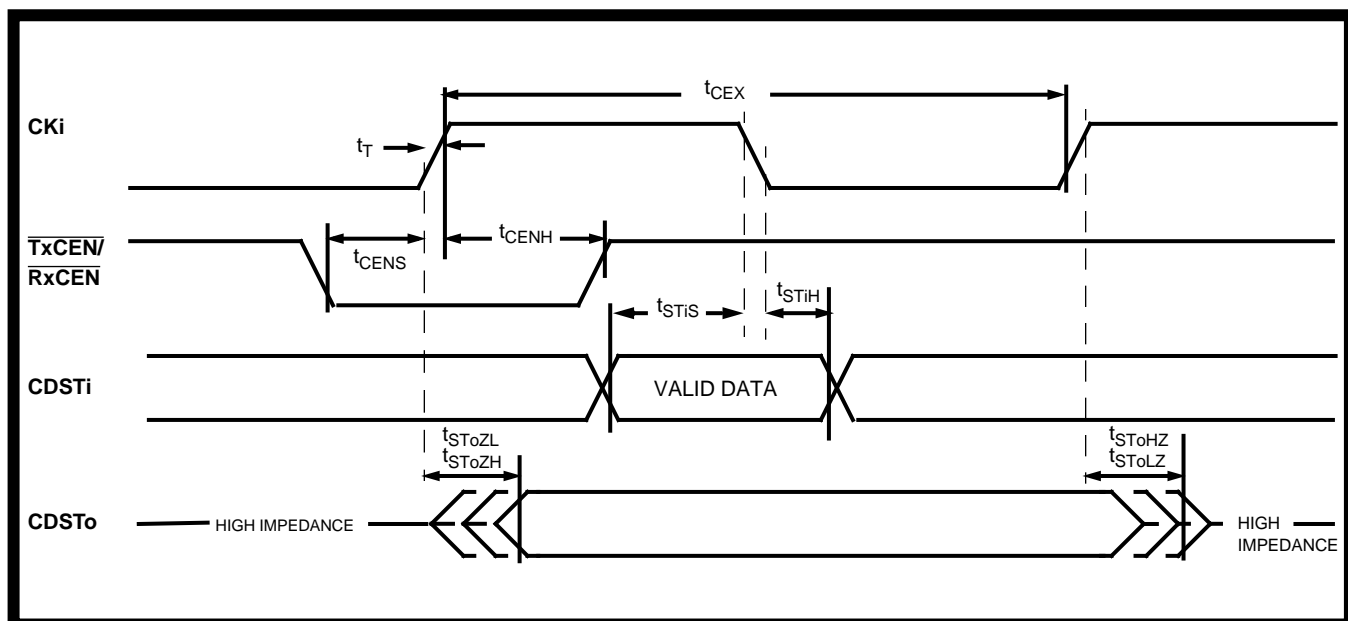 tCEX
CKi
tT
TxCEN/
RxCEN
tCENS
tCENH
tSTiS
tSTiH
CDSTi
VALID DATA
tSToZL
tSToZH
tSToHZ
tSToLZ
CDSTo
HIGH IMPEDANCE
HIGH
IMPEDANCE